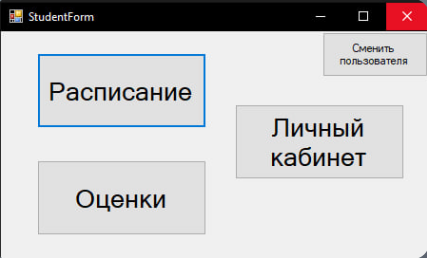 StudentForm
Сменить
пользователя
Расписание
Личный
кабинет
Оценки